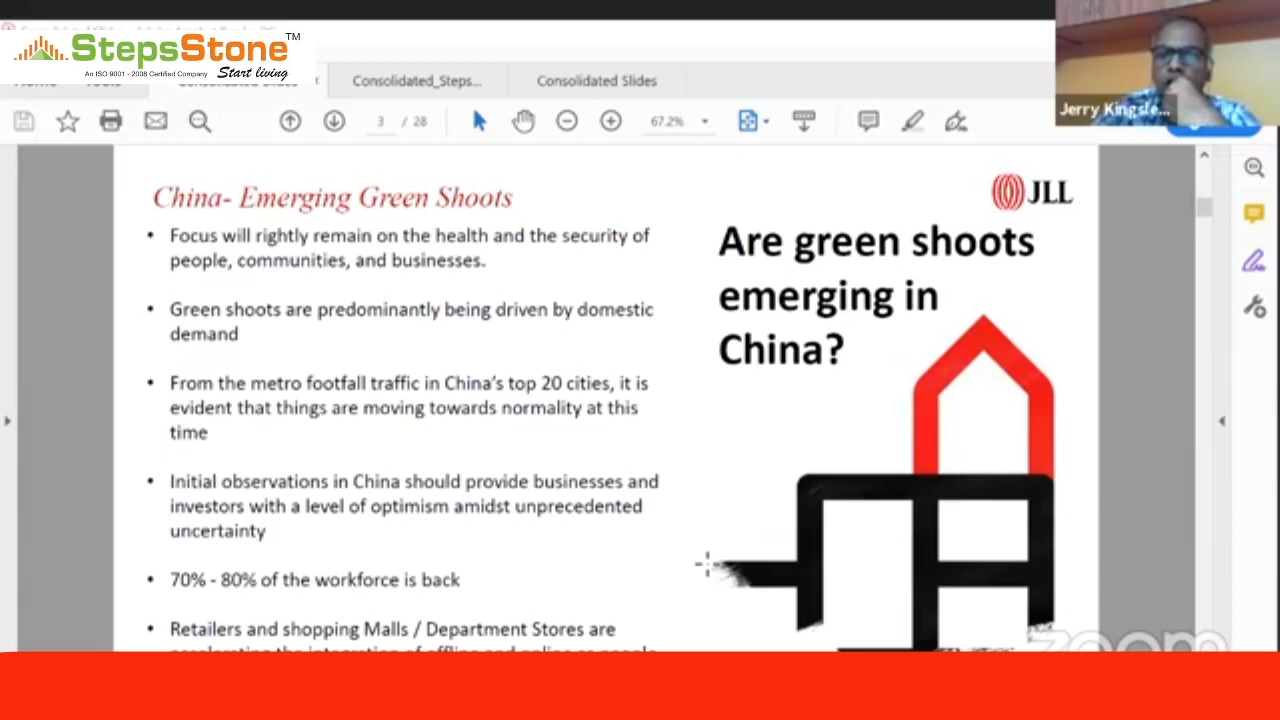 StepsStone™
An ISO 9001 - 2008 Certified Company Start living
Consolidated_Steps...
Consolidated Slides
3 / 28
67.2%
Jerry Kingsle...
China- Emerging Green Shoots
JLL
• Focus will rightly remain on the health and the security of
people, communities, and businesses.
• Green shoots are predominantly being driven by domestic
demand
• From the metro footfall traffic in China's top 20 cities, it is
evident that things are moving towards normality at this
time
• Initial observations in China should provide businesses and
investors with a level of optimism amidst unprecedented
uncertainty
• 70% - 80% of the workforce is back
• Retailers and shopping Malls / Department Stores are
Are green shoots
emerging in
China?
zoom